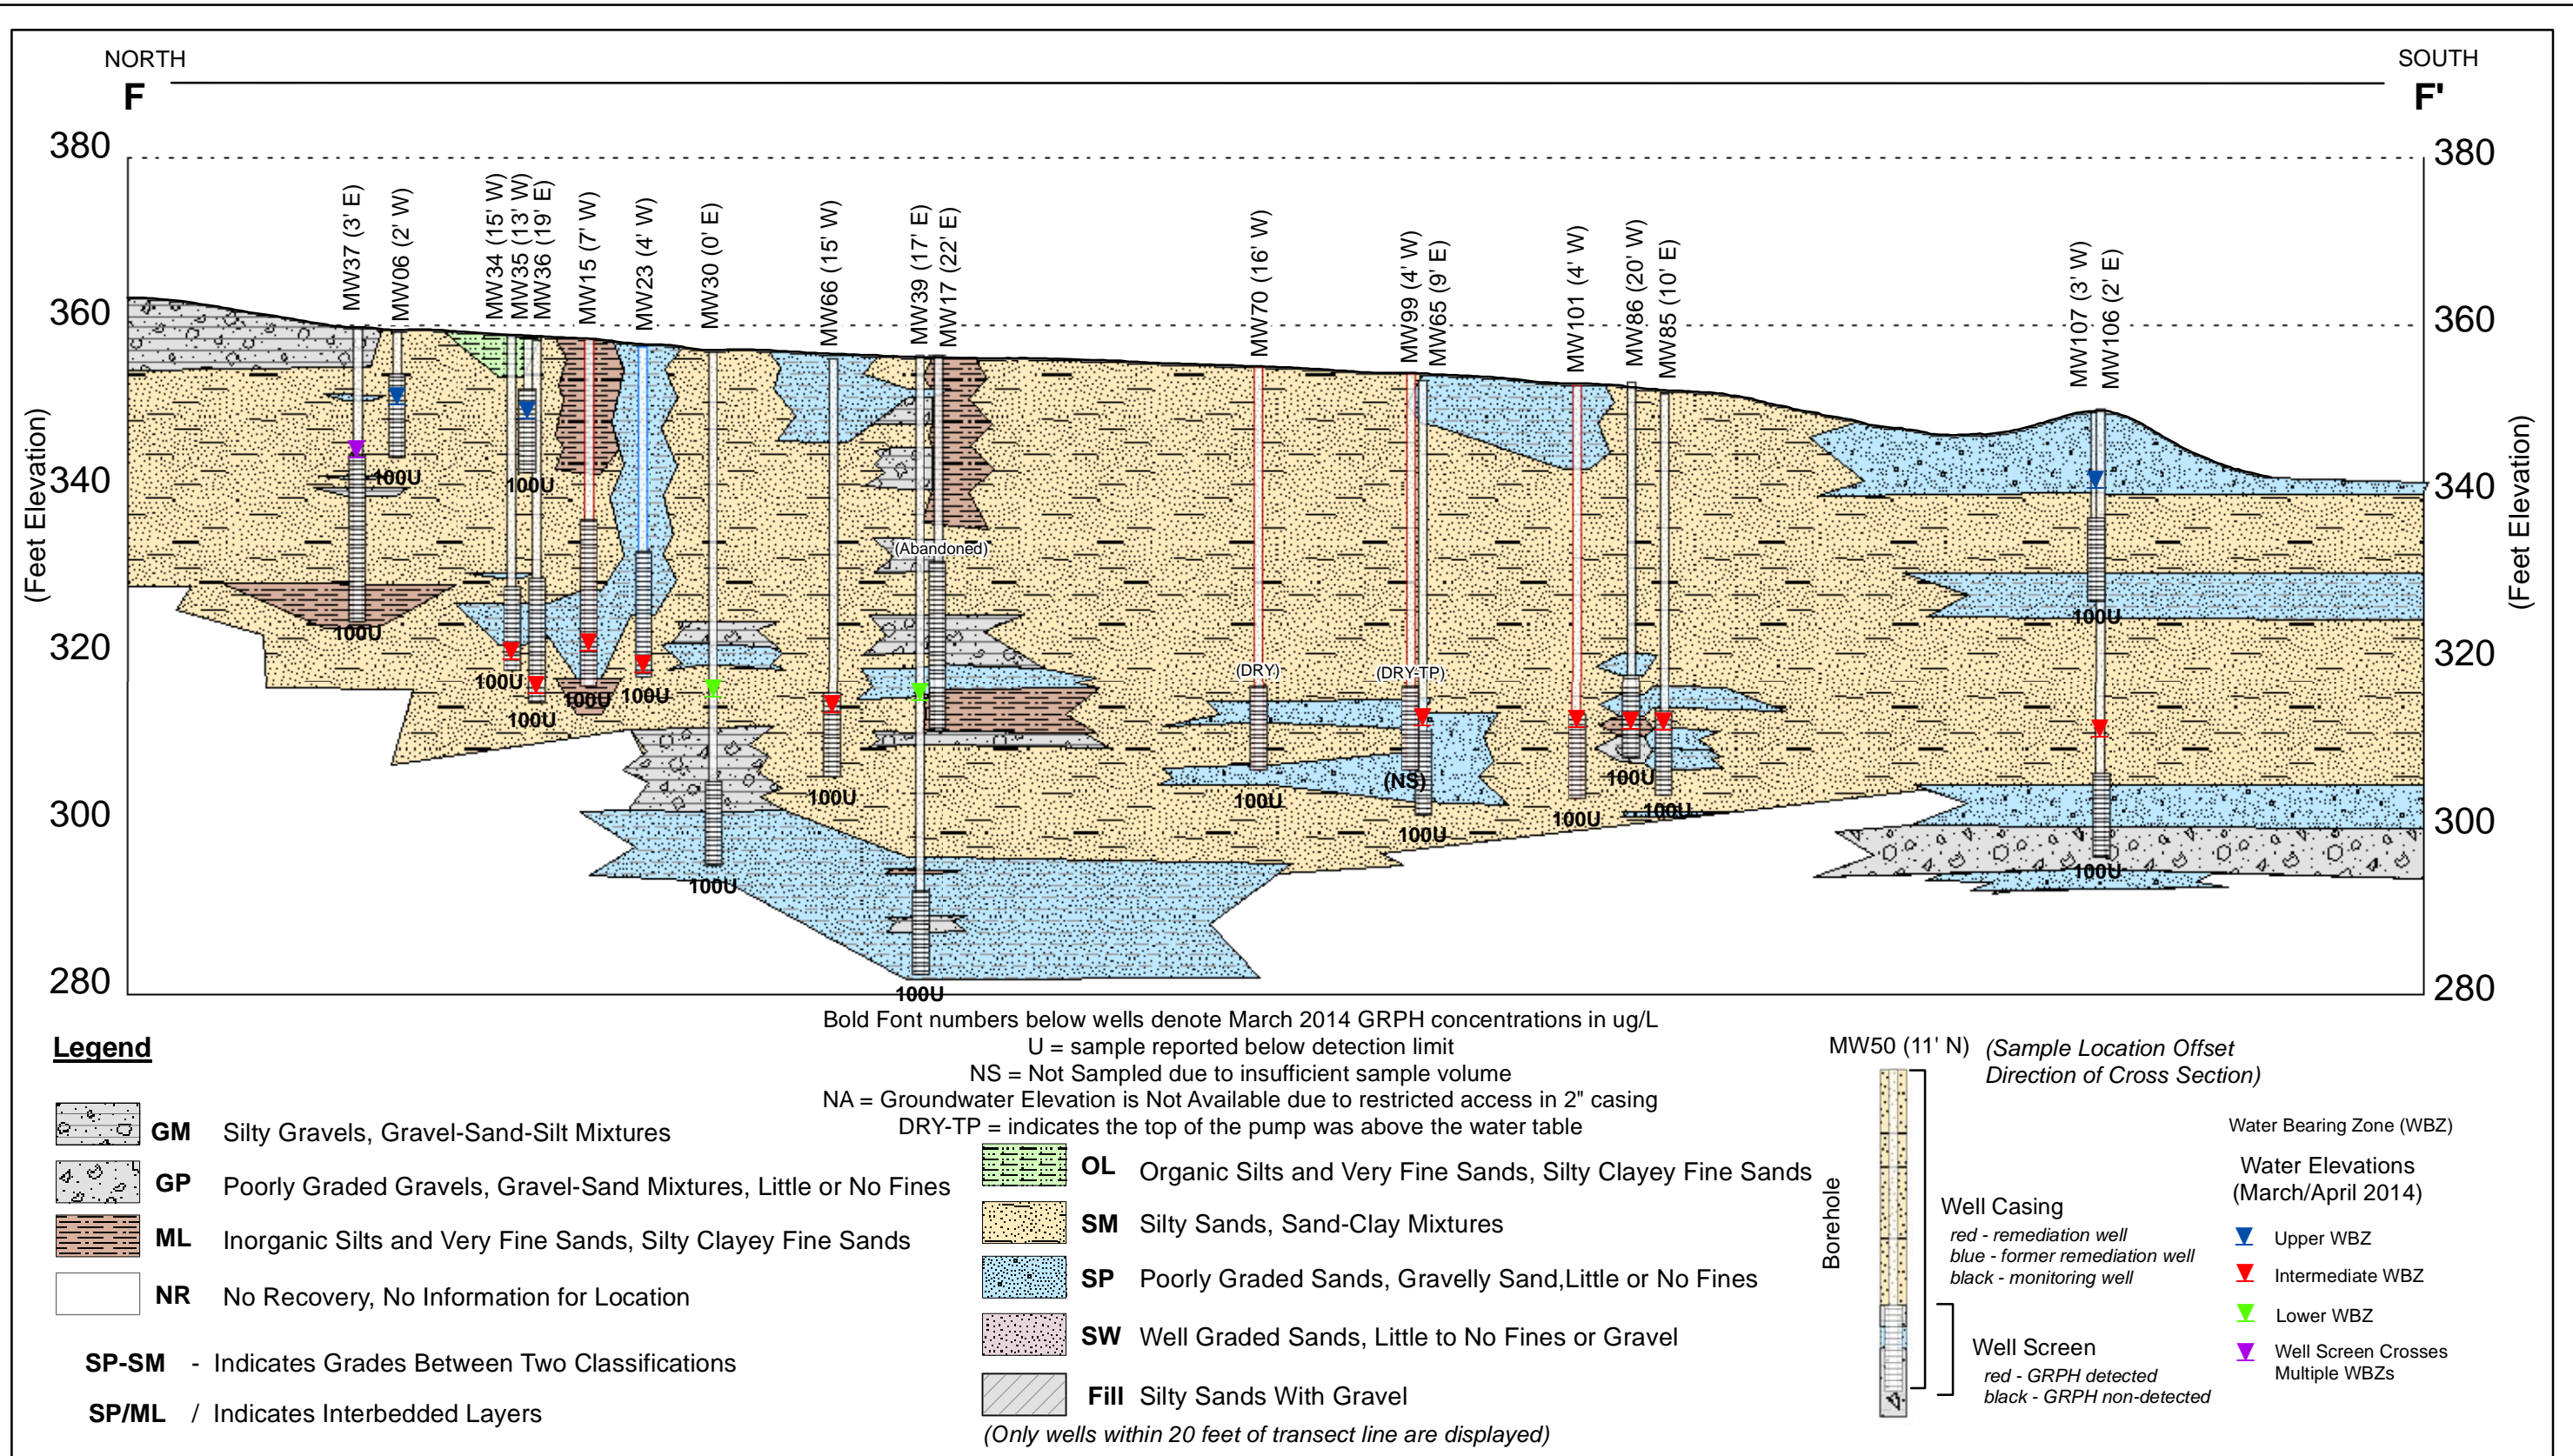 NORTH
SOUTH
F
F'
380
380
MW37 (3' E)
MW06 (2' W)
MW34 (15' W)
MW35 (13' W)
MW36 (19' E)
MW15 (7' W)
MW23 (4' W)
MW30 (0' E)
MW66 (15' W)
MW39 (17' E)
MW17 (22' E)
MW70 (16' W)
MW99 (4' W)
MW65 (9' E)
MW101 (4' W)
MW86 (20' W)
MW85 (10' E)
MW107 (3' W)
MW106 (2' E)
360
360
340
340
(Feet Elevation)
(Feet Elevation)
100U
100U
(Abandoned)
100U
100U
320
320
(DRY)
(DRY-TP)
100U
100U
100U
100U
(NS)
100U
100U
100U
100U
100U
100U
300
300
100U
100U
100U
280
280
100U
Bold Font numbers below wells denote March 2014 GRPH concentrations in ug/L
U = sample reported below detection limit
NS = Not Sampled due to insufficient sample volume
NA = Groundwater Elevation is Not Available due to restricted access in 2" casing
DRY-TP = indicates the top of the pump was above the water table
Legend
GM Silty Gravels, Gravel-Sand-Silt Mixtures
GP Poorly Graded Gravels, Gravel-Sand Mixtures, Little or No Fines
ML Inorganic Silts and Very Fine Sands, Silty Clayey Fine Sands
NR No Recovery, No Information for Location
SP-SM - Indicates Grades Between Two Classifications
SP/ML / Indicates Interbedded Layers
OL Organic Silts and Very Fine Sands, Silty Clayey Fine Sands
SM Silty Sands, Sand-Clay Mixtures
SP Poorly Graded Sands, Gravelly Sand,Little or No Fines
SW Well Graded Sands, Little to No Fines or Gravel
Fill Silty Sands With Gravel
(Only wells within 20 feet of transect line are displayed)
MW50 (11' N) (Sample Location Offset
Direction of Cross Section)
Borehole
Well Casing
red - remediation well
blue - former remediation well
black - monitoring well
Well Screen
red - GRPH detected
black - GRPH non-detected
Water Bearing Zone (WBZ)
Water Elevations
(March/April 2014)
Upper WBZ
Intermediate WBZ
Lower WBZ
Well Screen Crosses
Multiple WBZs